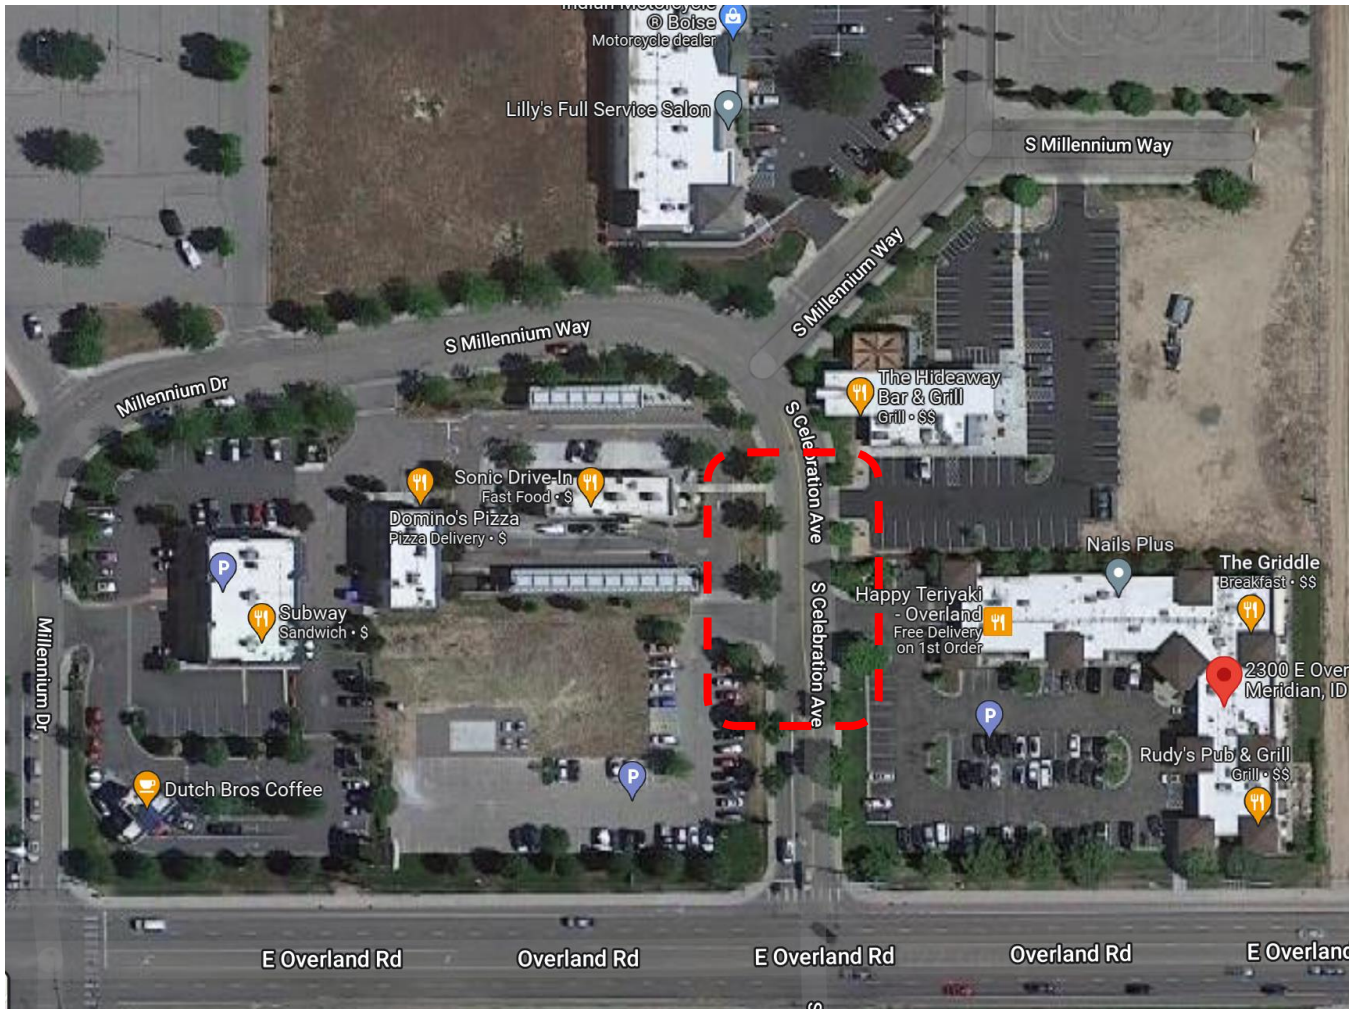 Indian Motorcycle
® Boise
Motorcycle dealer
Lilly's Full Service Salon
S Millennium Way
S Millennium Way
S Millennium Way
Millennium Dr
The Hideaway
Bar & Grill
Grill • $$
S Celebration Ave
Sonic Drive-In
Fast Food • $
Domino's Pizza
Pizza Delivery • $
Nails Plus
The Griddle
Breakfast • $$
P
Happy Teriyaki
- Overland
Free Delivery
on 1st Order
S Celebration Ave
Subway
Sandwich • $
Millennium Dr
2300 E Over
Meridian, ID
P
Rudy's Pub & Grill
Grill • $$
P
Dutch Bros Coffee
E Overland Rd
Overland Rd
E Overland Rd
Overland Rd
E Overland
S